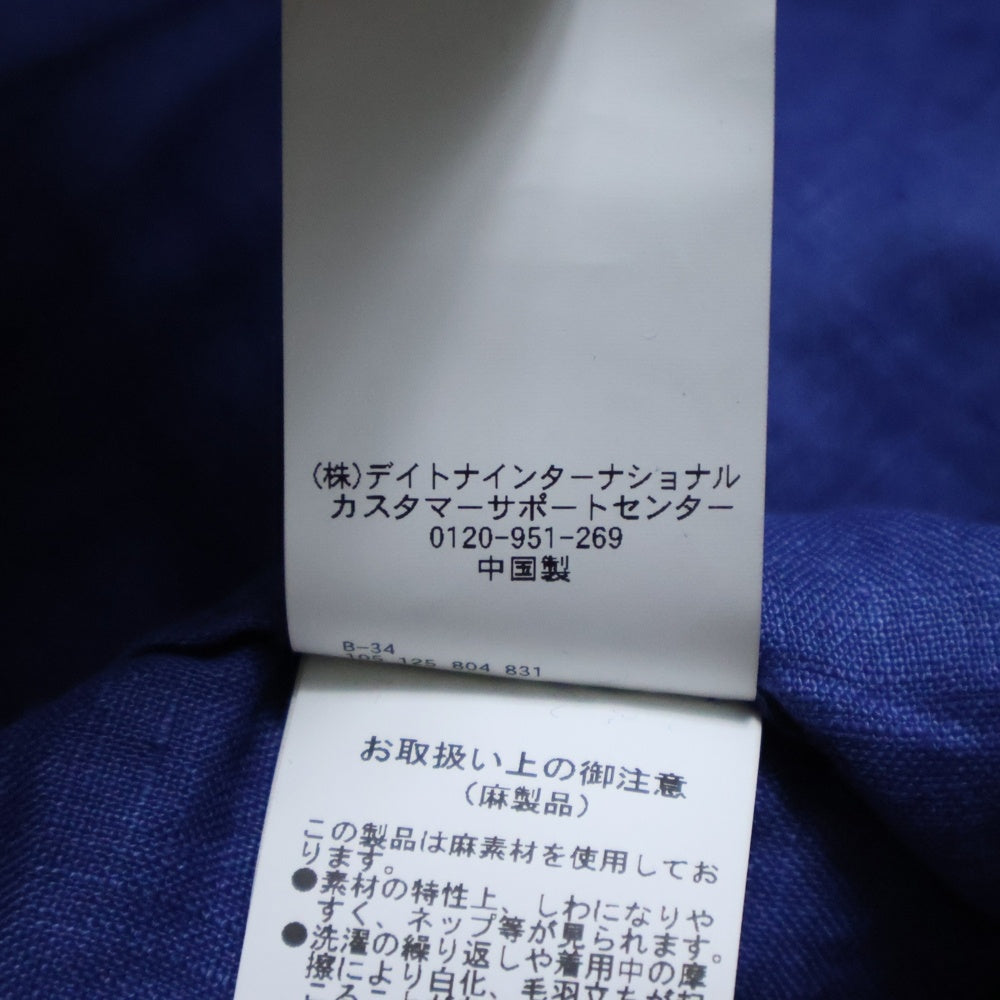 (株)デイトナインターナショナル
カスタマーサポートセンター
0120-951-269
中国製
B-34
105 125 804 831
お取扱い上の御注意
(麻製品)
この製品は麻素材を使用してお
ります。
●素材の特性上、しわになりや
すく、ネップ等が見られます。
●洗濯の繰り返しや着用中の摩
擦により白化、毛羽立ちが